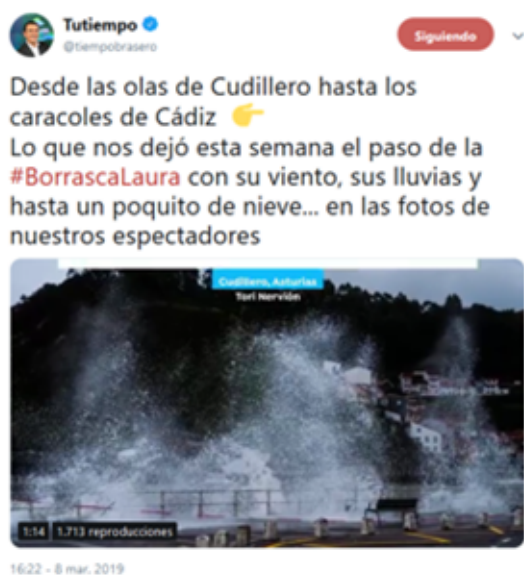 Tutiempo
@tiempobrasero
Siguiendo
Desde las olas de Cudillero hasta los
caracoles de Cádiz
Lo que nos dejó esta semana el paso de la
#BorrascaLaura con su viento, sus lluvias y
hasta un poquito de nieve... en las fotos de
nuestros espectadores
Cudillero, Asturias
Tori Nervión
1:14
1.713 reproducciones
16:22 - 8 mar. 2019